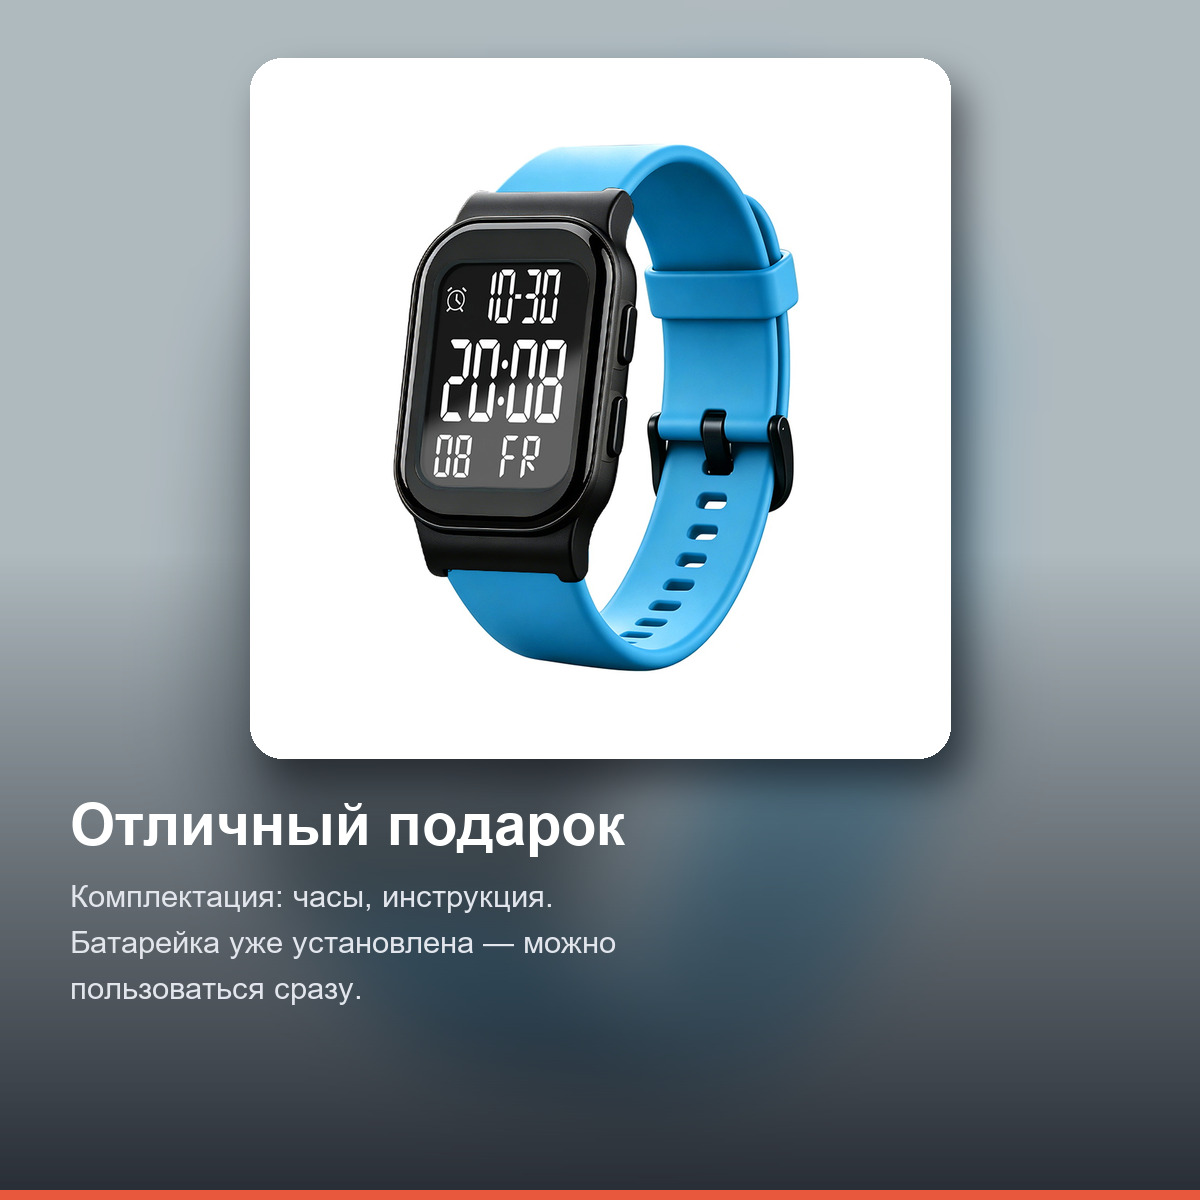 10-30
20:08
08 FR
Отличный подарок
Комплектация: часы, инструкция.
Батарейка уже установлена — можно
пользоваться сразу.